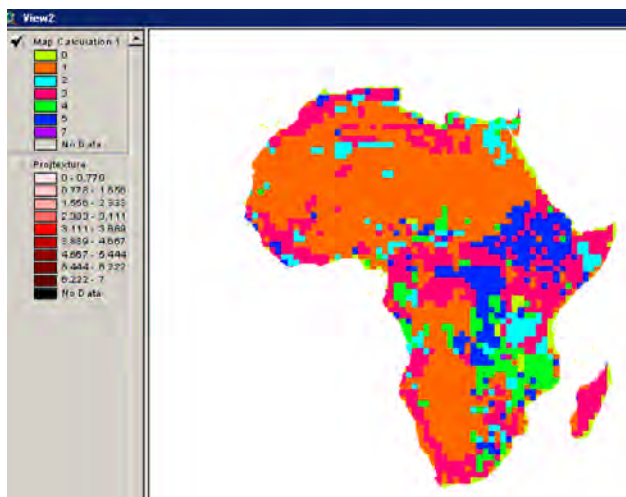 View2
Map Calculation 1
0
1
2
3
4
5
7
No Data
Projtexture
0 - 0.778
0.778 - 1.556
1.556 - 2.333
2.333 - 3.111
3.111 - 3.889
3.889 - 4.667
4.667 - 5.444
5.444 - 6.222
6.222 - 7
No Data